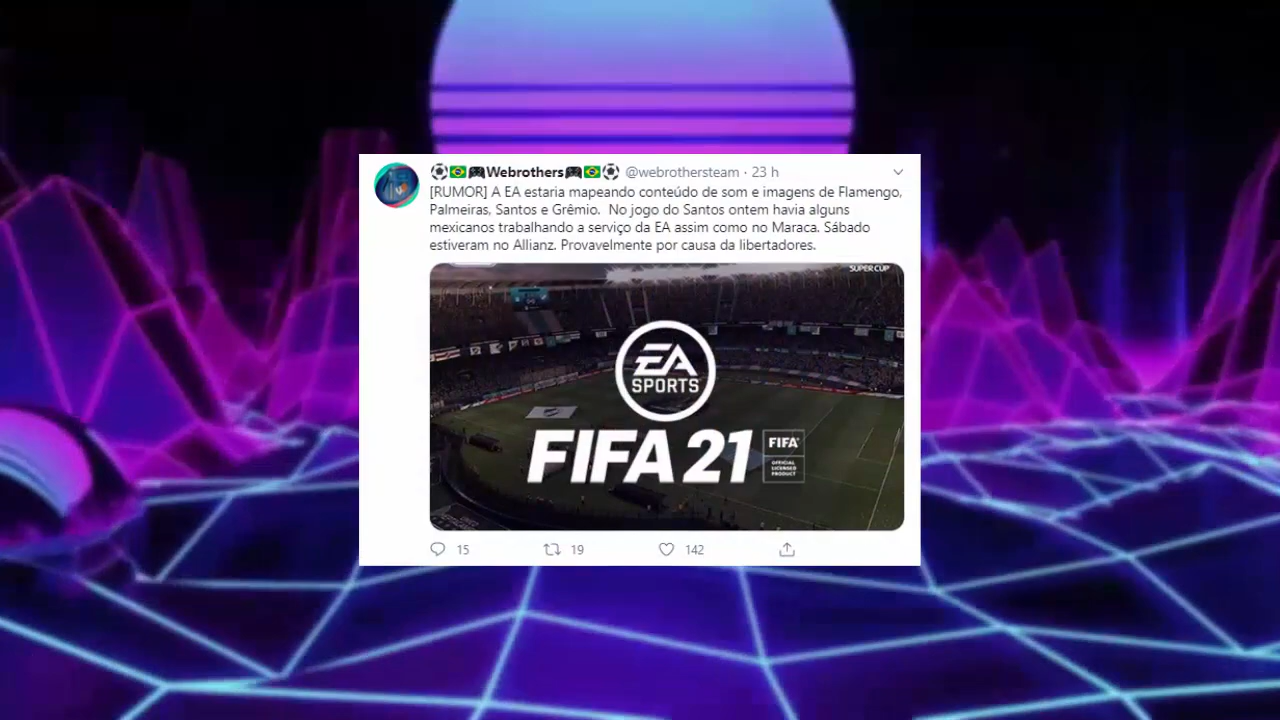 ⚽🇧🇷🎮Webrothers🎮🇧🇷⚽ @webrothersteam · 23 h
[RUMOR] A EA estaria mapeando conteúdo de som e imagens de Flamengo,
Palmeiras, Santos e Grêmio. No jogo do Santos ontem havia alguns
mexicanos trabalhando a serviço da EA assim como no Maraca. Sábado
estiveram no Allianz. Provavelmente por causa da libertadores.
SUPER CUP
EA
SPORTS
FIFA 21
FIFA
OFFICIAL
LICENSED
PRODUCT
15 19 142